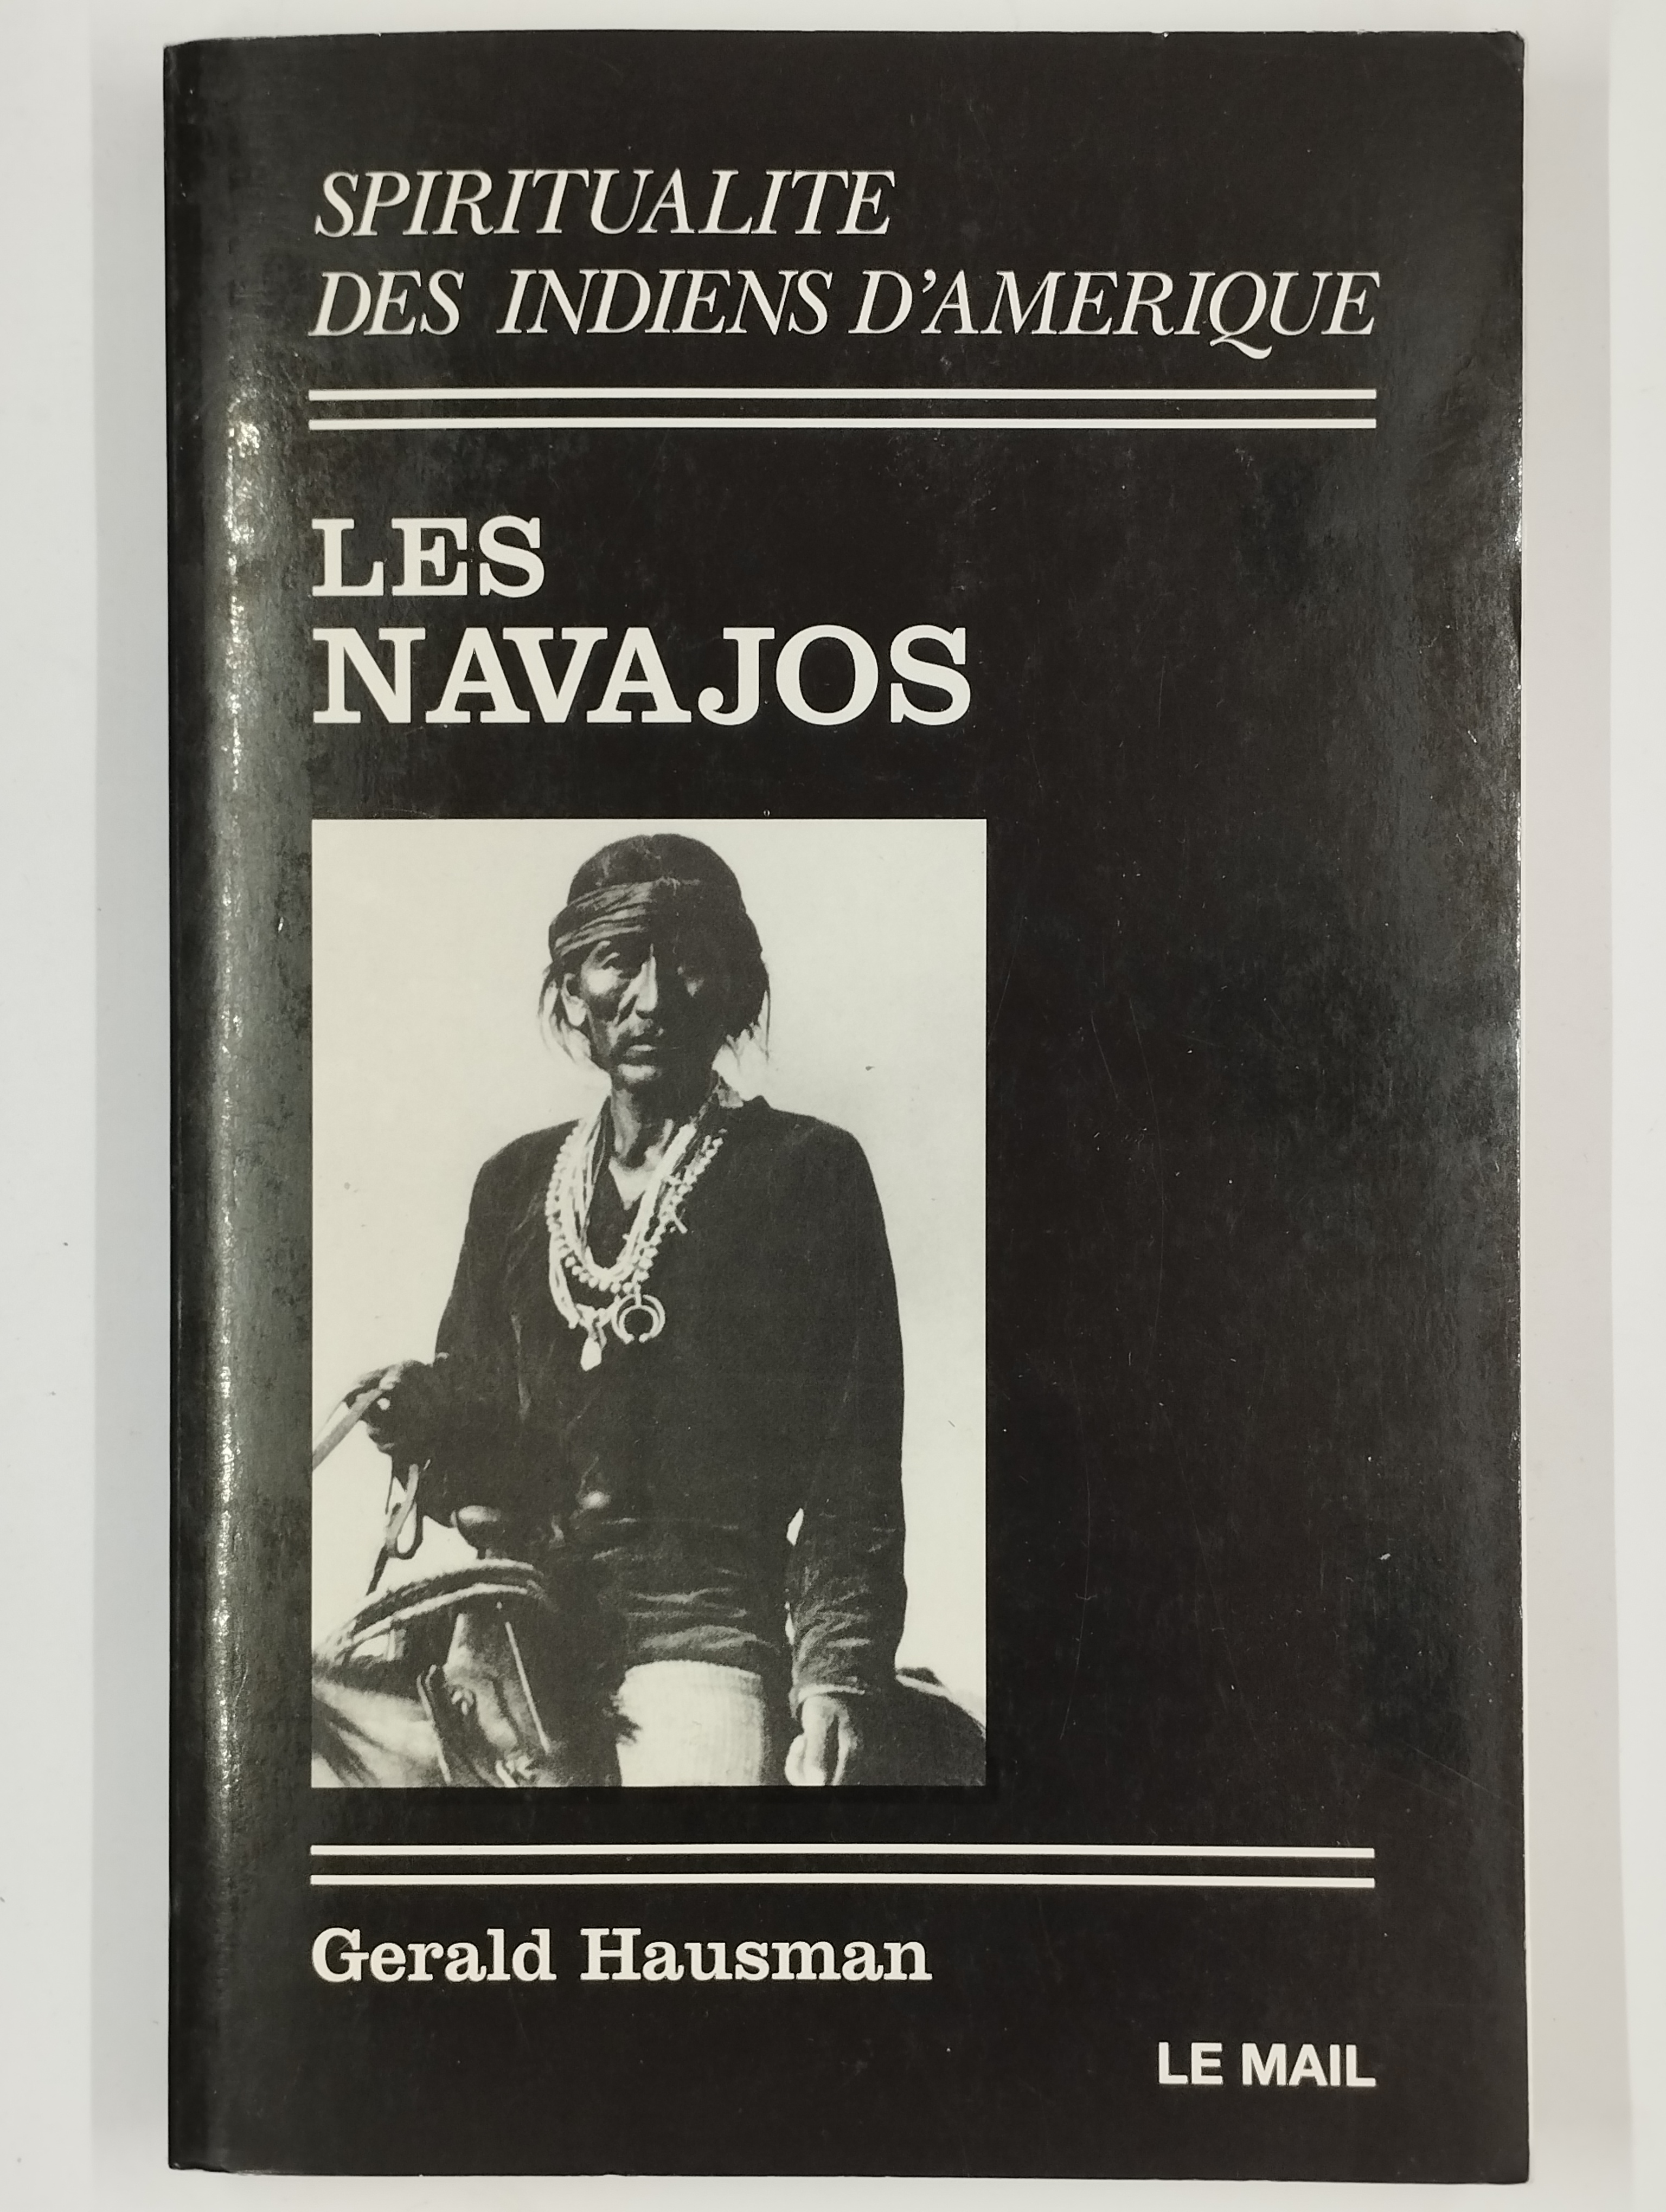 SPIRITUALITE
DES INDIENS D'AMERIQUE
LES
NAVAJOS
Gerald Hausman
LE MAIL